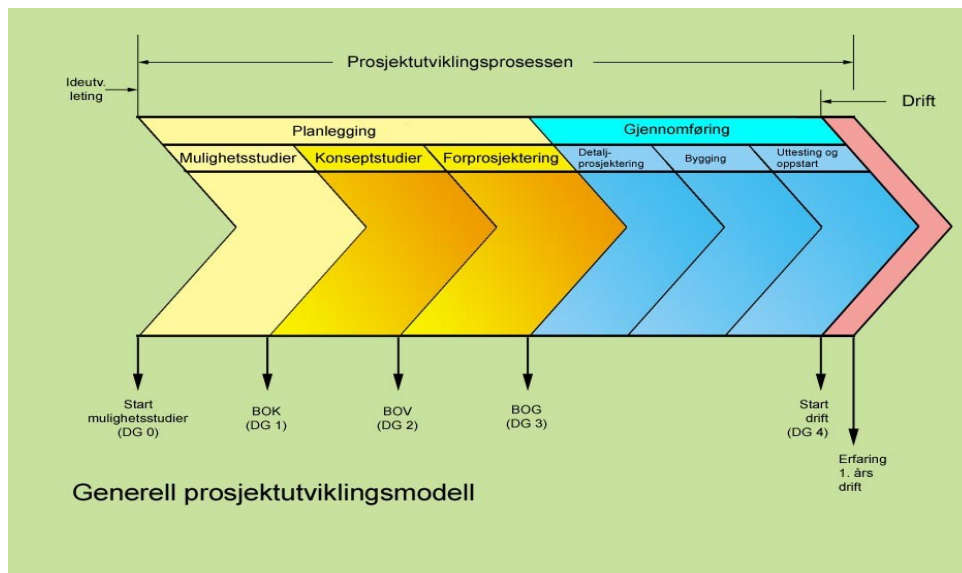 Prosjektutviklingsprosessen
Ideutv.
leting
Drift
Planlegging
Gjennomføring
Mulighetsstudier
Konseptstudier
Forprosjektering
Detalj-
prosjektering
Bygging
Uttesting og
oppstart
Start
mulighetsstudier
(DG 0)
BOK
(DG 1)
BOV
(DG 2)
BOG
(DG 3)
Start
drift
(DG 4)
Erfaring
1. års
drift
Generell prosjektutviklingsmodell